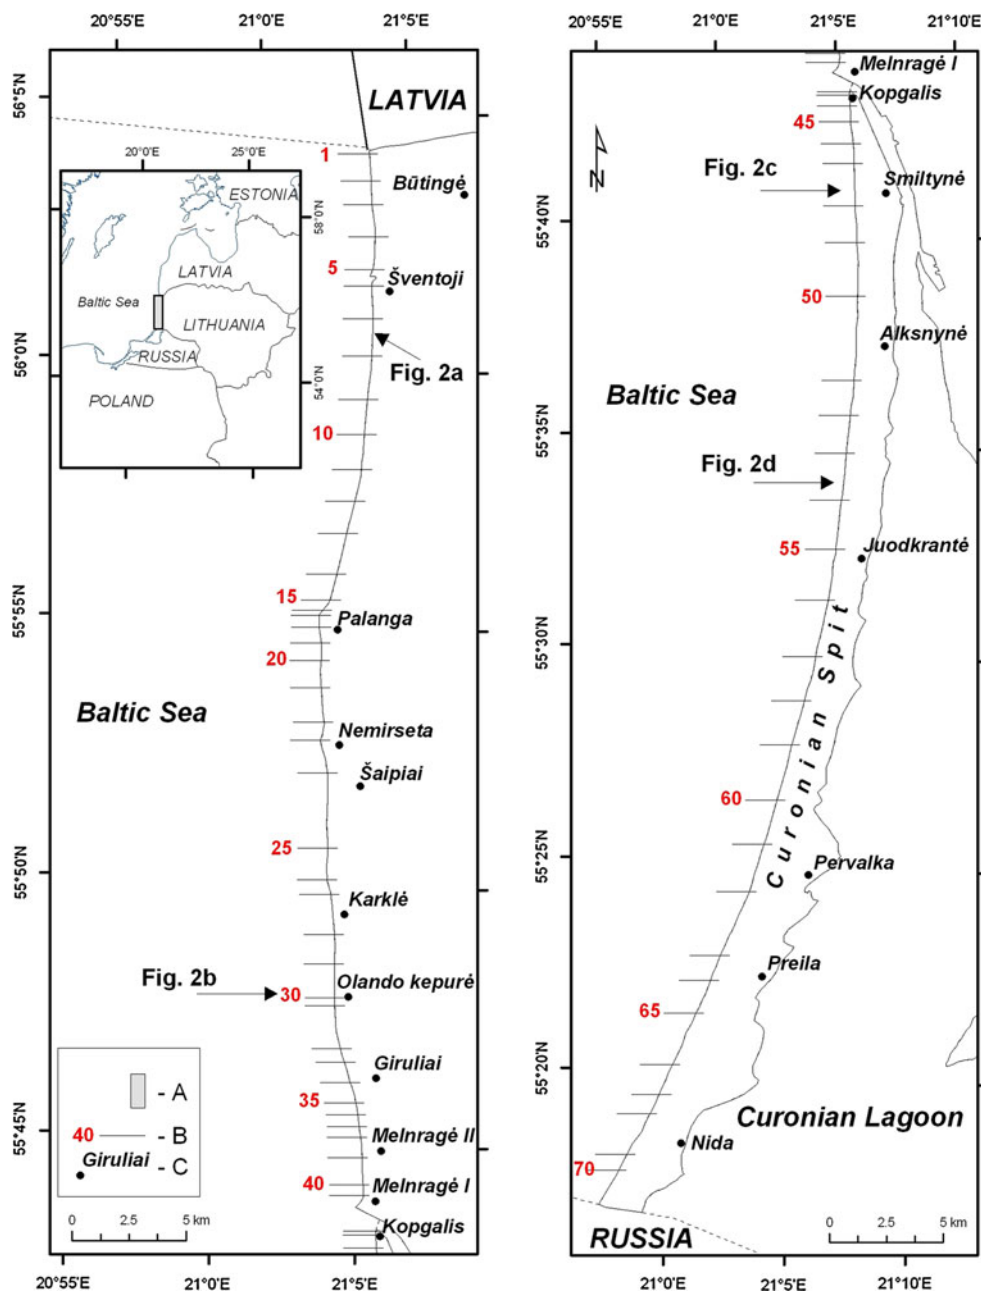 20°55'E 21°0'E 21°5'E
56°5'N
LATVIA
1
Būtingė
20°0'E 25°0'E
ESTONIA
58°0'N
LATVIA
Baltic Sea
LITHUANIA
RUSSIA
54°0'N
POLAND
5
Šventoji
56°0'N
Fig. 2a
10
15
55°55'N
Palanga
20
Baltic Sea
Nemirseta
Šaipiai
25
55°50'N
Karklė
Fig. 2b
30
Olando kepurė
Giruliai
35
55°45'N
Melnragė II
40
Melnragė I
Kopgalis
- A
40 - B
Giruliai - C
0 2.5 5 km
20°55'E 21°0'E 21°5'E
20°55'E 21°0'E 21°5'E 21°10'E
Melnragė I
Kopgalis
45
N
Fig. 2c
Smiltynė
55°40'N
50
Alksnynė
Baltic Sea
55°35'N
Fig. 2d
55
Juodkrantė
55°30'N
Curonian Spit
60
55°25'N
Pervalka
Preila
65
55°20'N
Curonian Lagoon
Nida
70
RUSSIA
0 2.5 5 km
21°0'E 21°5'E 21°10'E